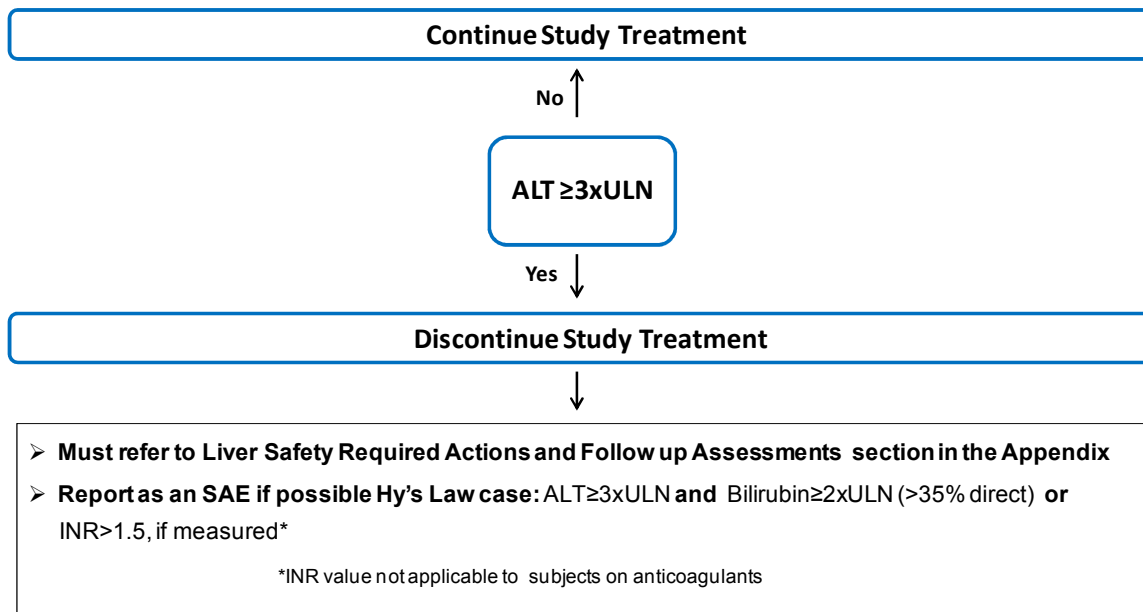 Continue Study Treatment
No
ALT ≥3xULN
Yes
Discontinue Study Treatment
➢ Must refer to Liver Safety Required Actions and Follow up Assessments section in the Appendix
➢ Report as an SAE if possible Hy's Law case: ALT≥3xULN and Bilirubin≥2xULN (>35% direct) or
INR>1.5, if measured*
*INR value not applicable to subjects on anticoagulants